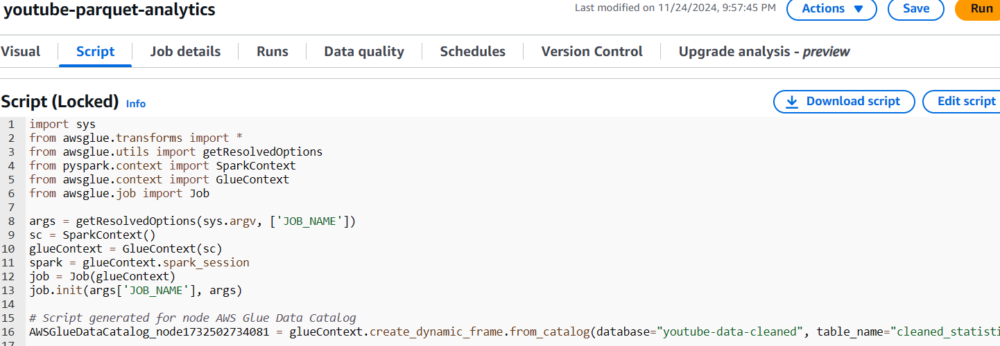 youtube-parquet-analytics
Last modified on 11/24/2024, 9:57:45 PM
Actions
Save
Run
Visual
Script
Job details
Runs
Data quality
Schedules
Version Control
Upgrade analysis - preview
Script (Locked) Info
Download script
Edit script
1 import sys
2 from awsglue.transforms import *
3 from awsglue.utils import getResolvedOptions
4 from pyspark.context import SparkContext
5 from awsglue.context import GlueContext
6 from awsglue.job import Job
7
8 args = getResolvedOptions(sys.argv, ['JOB_NAME'])
9 sc = SparkContext()
10 glueContext = GlueContext(sc)
11 spark = glueContext.spark_session
12 job = Job(glueContext)
13 job.init(args['JOB_NAME'], args)
14
15 # Script generated for node AWS Glue Data Catalog
16 AWSGlueDataCatalog_node1732502734081 = glueContext.create_dynamic_frame.from_catalog(database="youtube-data-cleaned", table_name="cleaned_statisti
17